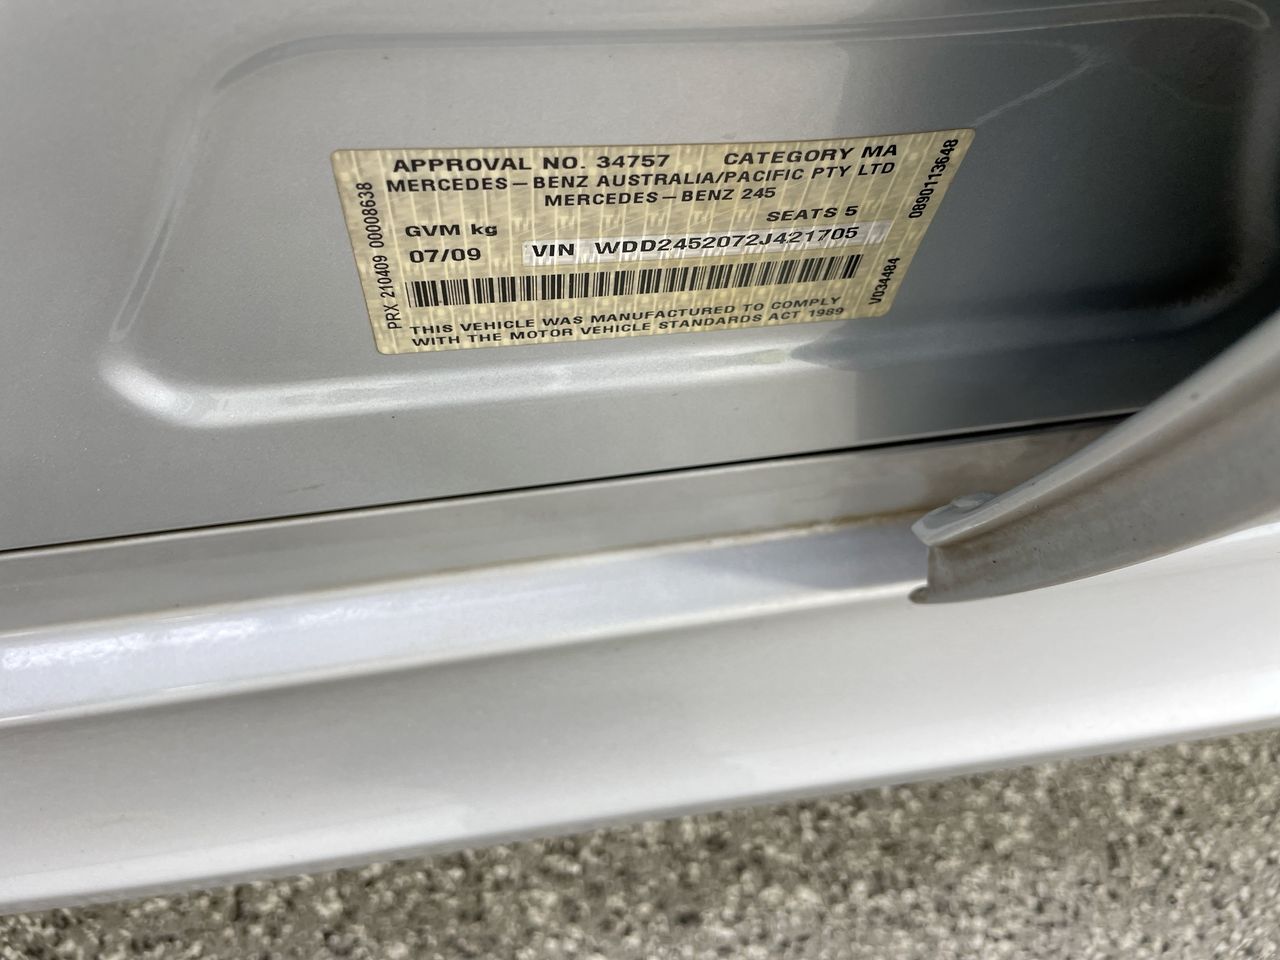 APPROVAL NO. 34757 CATEGORY MA
MERCEDES-BENZ AUSTRALIA/PACIFIC PTY LTD
MERCEDES-BENZ 245
GVM kg SEATS 5
07/09 VIN WDD2452072J421705
THIS VEHICLE WAS MANUFACTURED TO COMPLY
WITH THE MOTOR VEHICLE STANDARDS ACT 1989
PRX 210409 00008638
0890113648
V034484